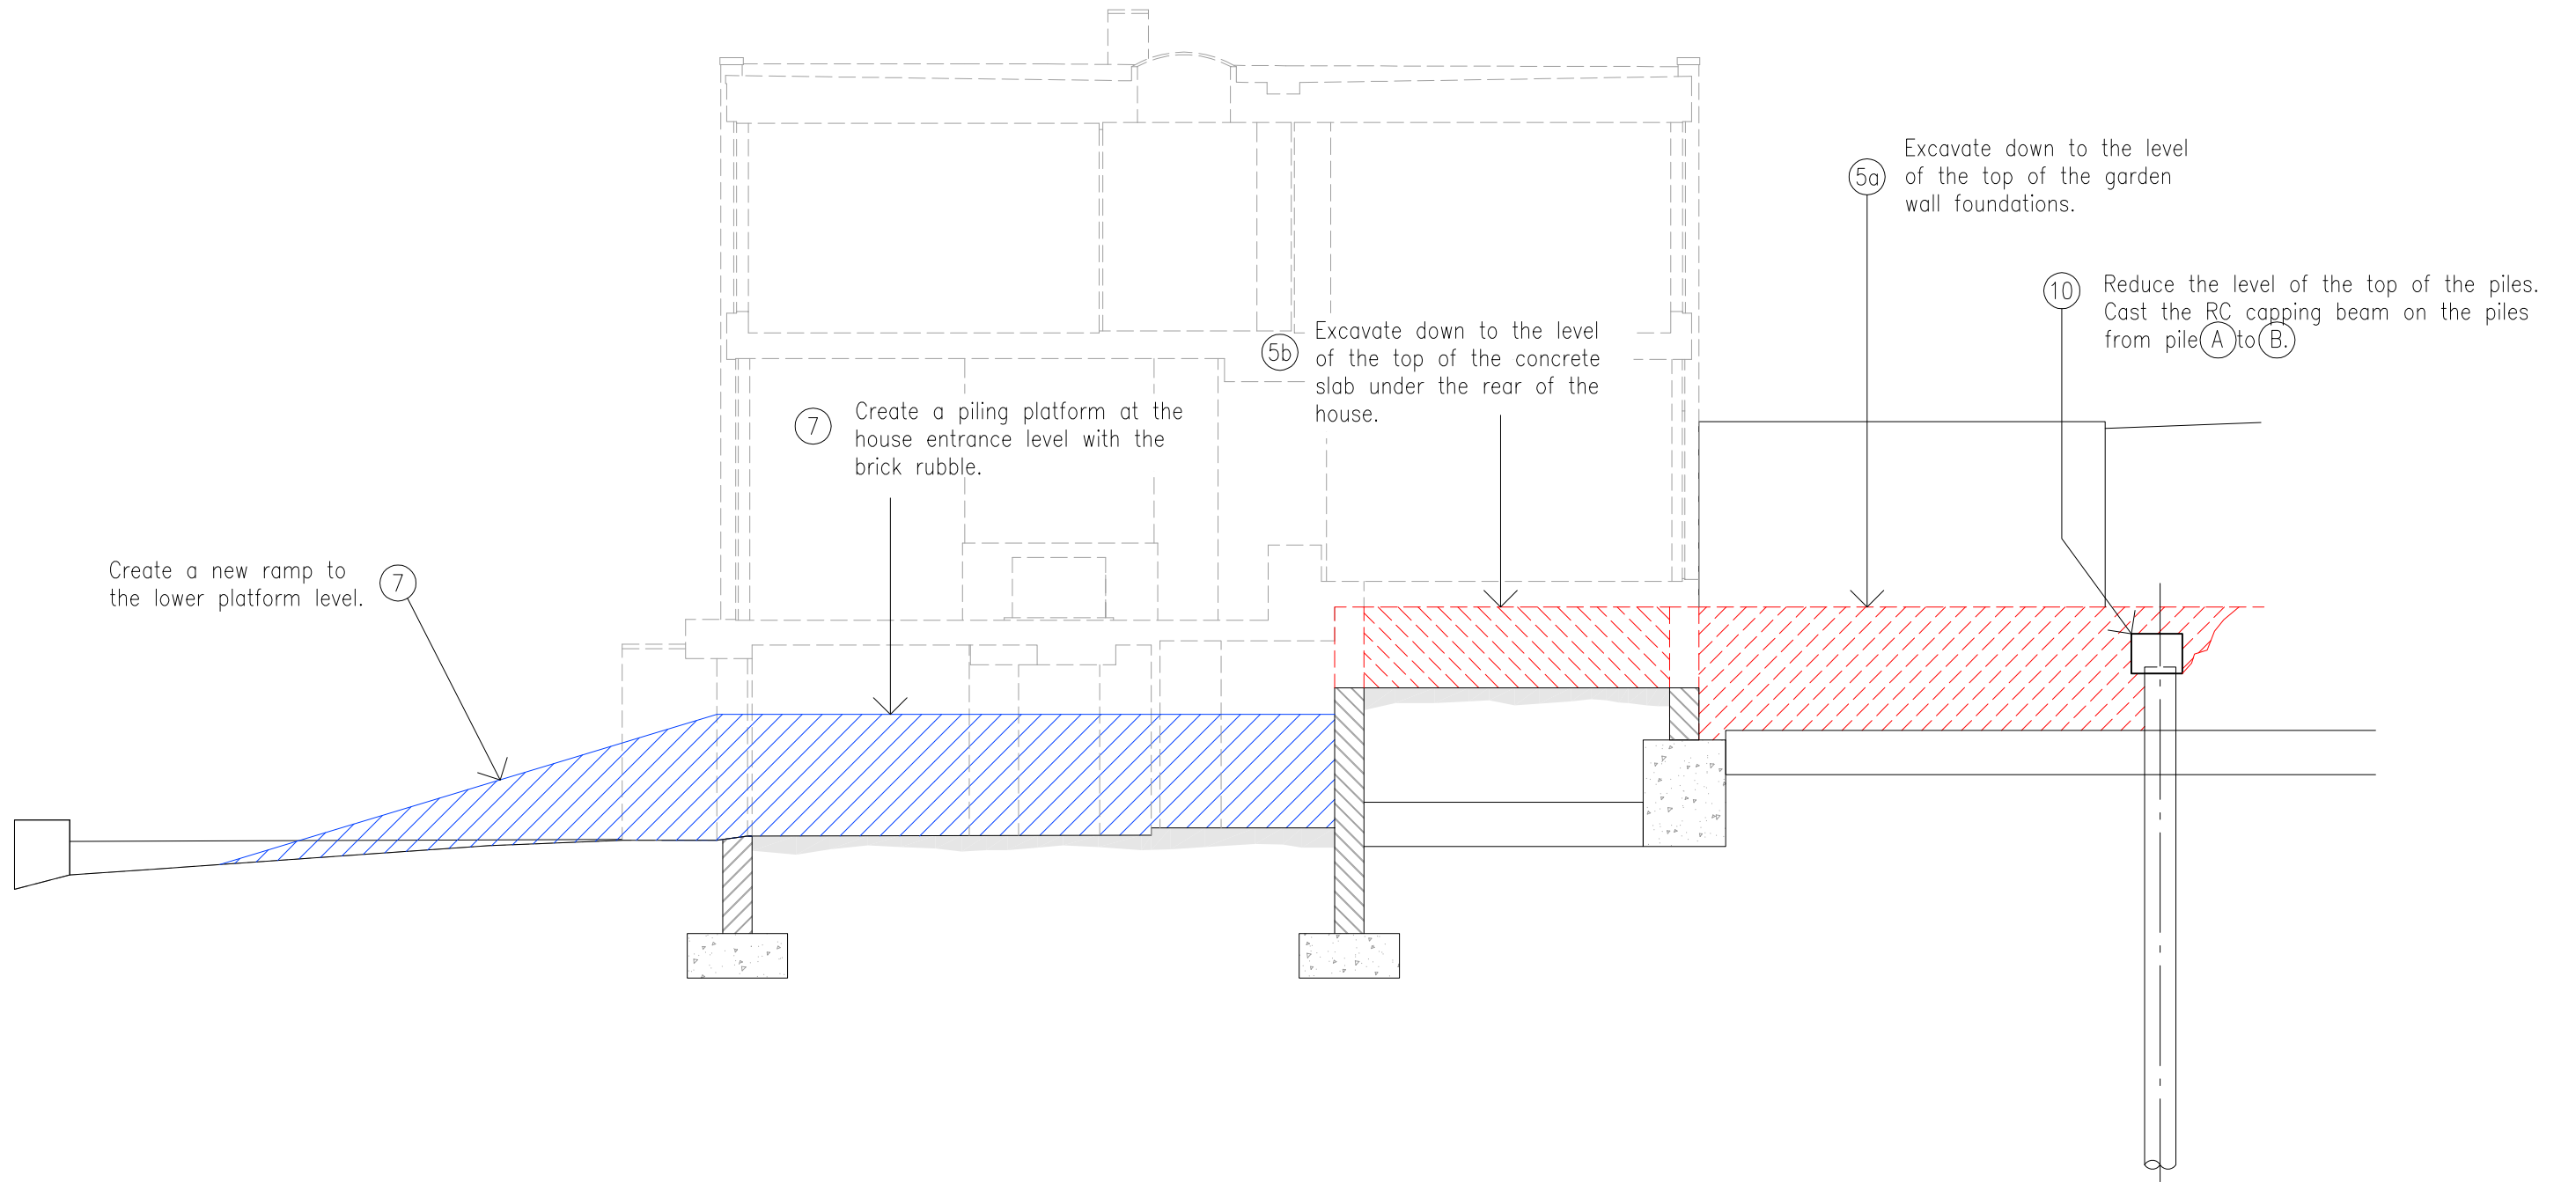 Excavate down to the level
5a
of the top of the garden
wall foundations.
10
Reduce the level of the top of the piles.
Cast the RC capping beam on the piles
from pile A to B.
5b
Excavate down to the level
of the top of the concrete
slab under the rear of the
house.
7
Create a piling platform at the
house entrance level with the
brick rubble.
Create a new ramp to
the lower platform level.
7